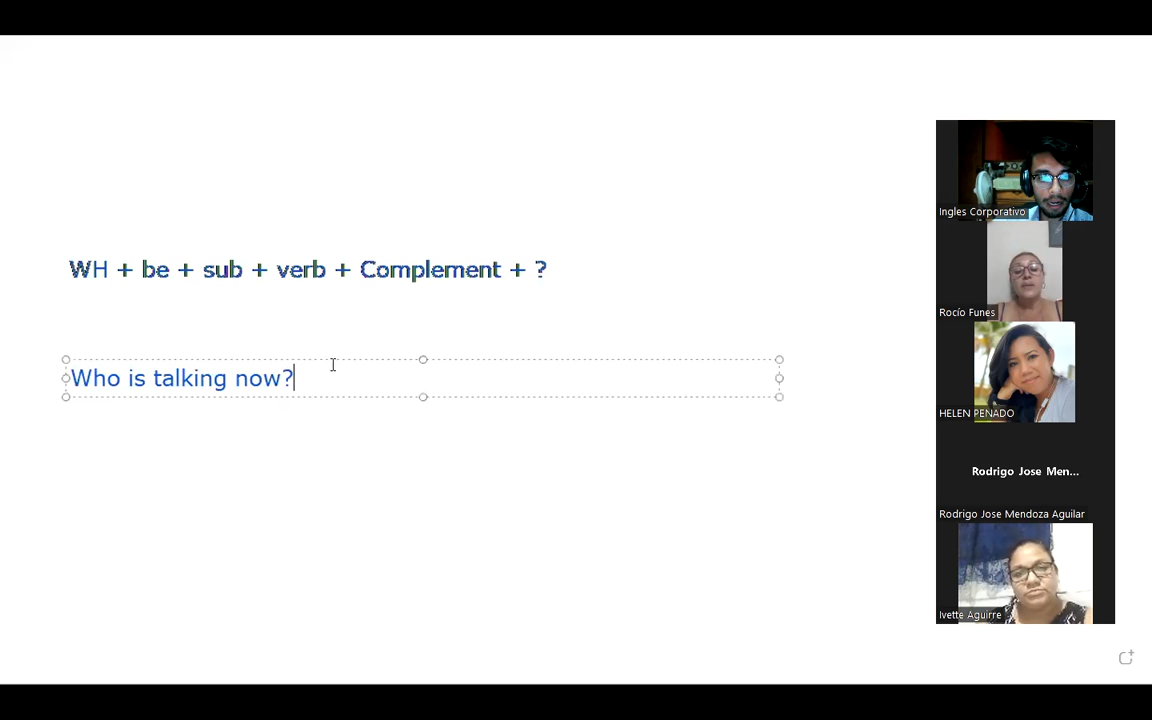 WH + be + sub + verb + Complement + ?
Who is talking now?
Ingles Corporativo
Rocío Funes
HELEN PENADO
Rodrigo Jose Men...
Rodrigo Jose Mendoza Aguilar
Ivette Aguirre